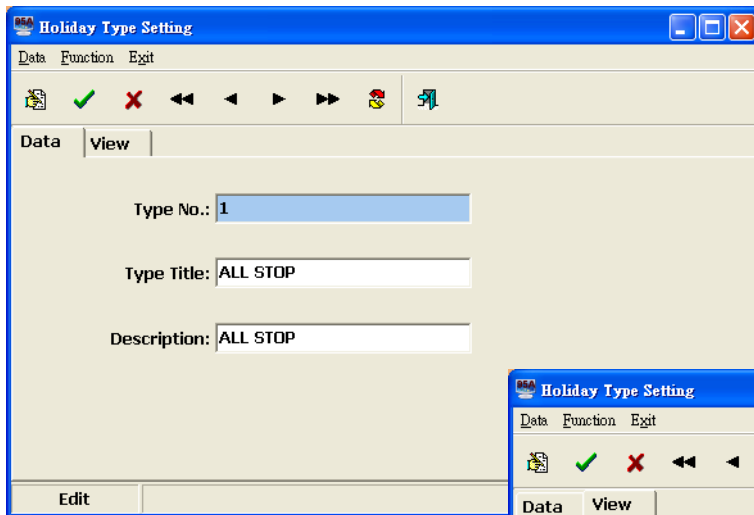 Holiday Type Setting
Data Function Exit
Data View
Type No.: 1
Type Title: ALL STOP
Description: ALL STOP
Edit
Holiday Type Setting
Data Function Exit
Data View